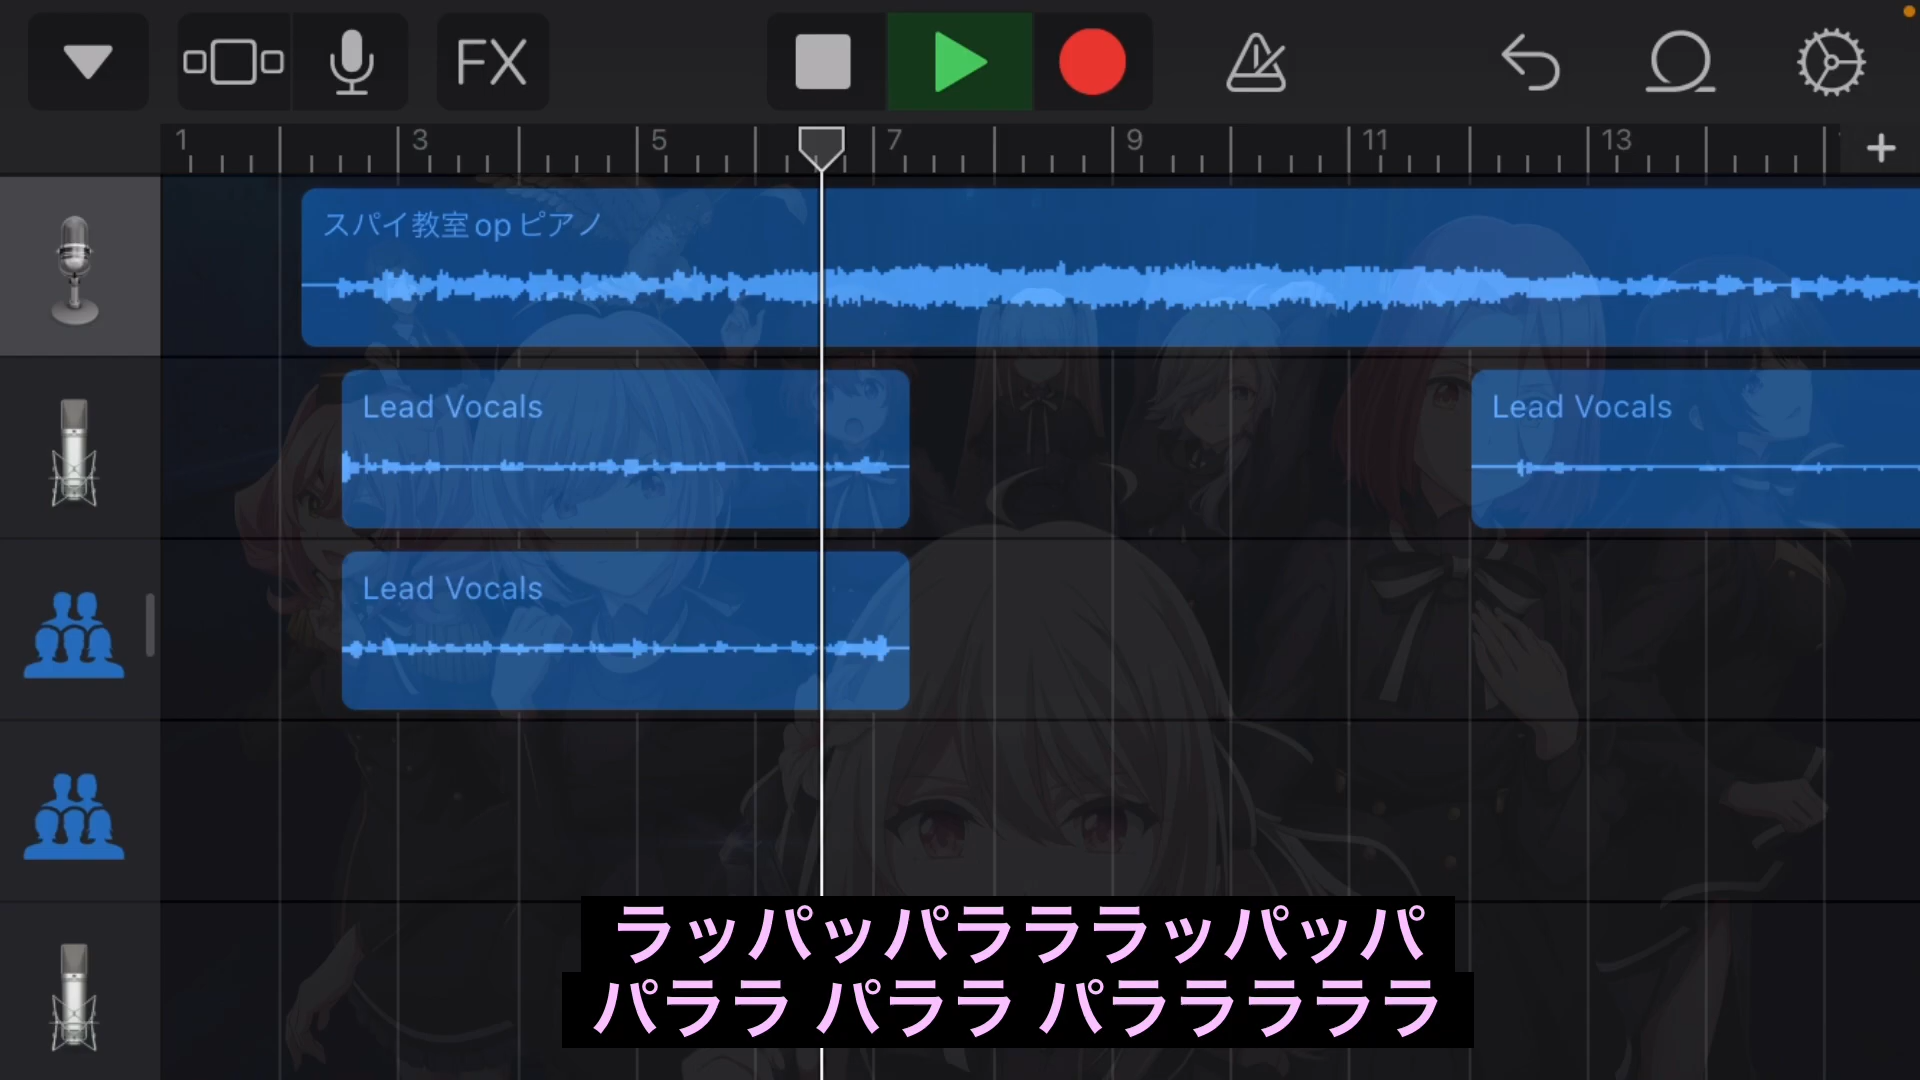 FX
1 3 5 7 9 11 13
スパイ教室 op ピアノ
Lead Vocals
Lead Vocals
Lead Vocals
ラッパッパラララッパッパ
パララ パララ パラララララ